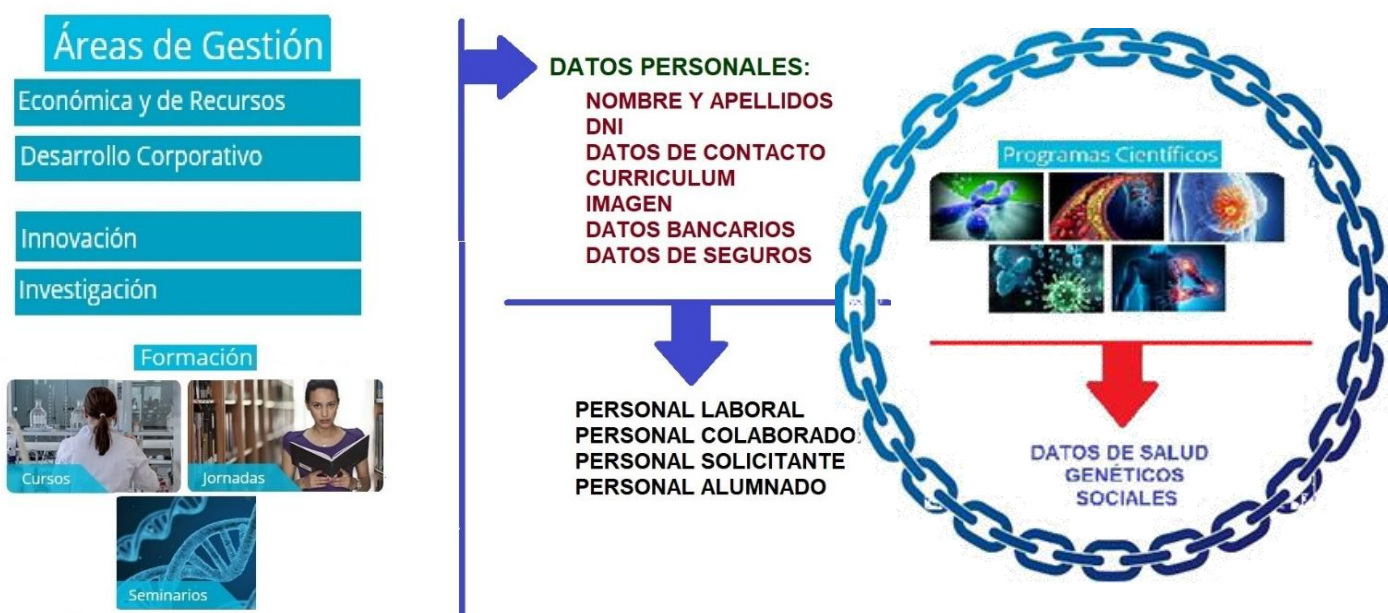 Áreas de Gestión
Económica y de Recursos
Desarrollo Corporativo
Innovación
Investigación
Formación
Cursos
Jornadas
Seminarios
DATOS PERSONALES:
NOMBRE Y APELLIDOS
DNI
DATOS DE CONTACTO
CURRICULUM
IMAGEN
DATOS BANCARIOS
DATOS DE SEGUROS
PERSONAL LABORAL
PERSONAL COLABORADO
PERSONAL SOLICITANTE
PERSONAL ALUMNADO
Programas Científicos
DATOS DE SALUD
GENÉTICOS
SOCIALES